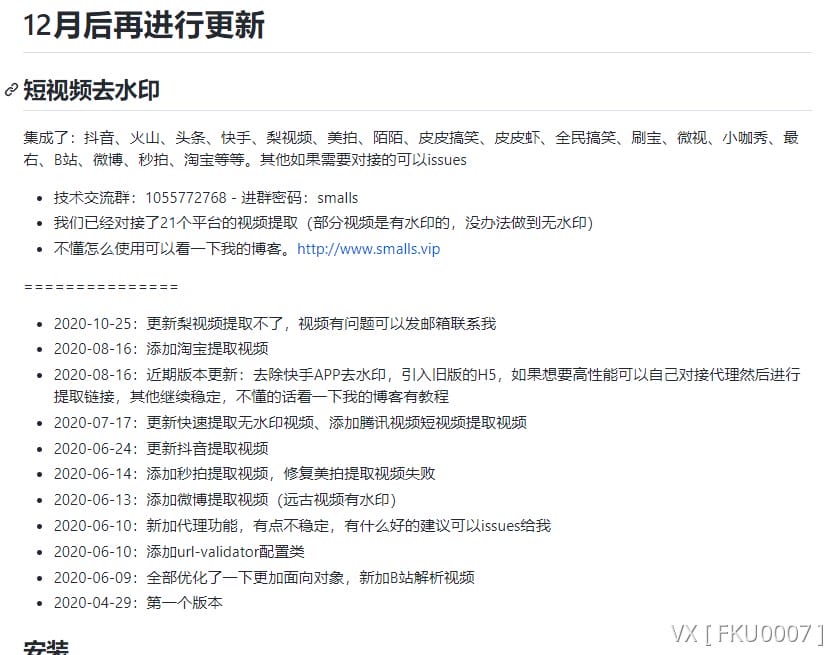 12月后再进行更新
短视频去水印
集成了：抖音、火山、头条、快手、梨视频、美拍、陌陌、皮皮搞笑、皮皮虾、全民搞笑、刷宝、微视、小咖秀、最
右、B站、微博、秒拍、淘宝等等。其他如果需要对接的可以issues
技术交流群：1055772768 - 进群密码：smalls
我们已经对接了21个平台的视频提取（部分视频是有水印的，没办法做到无水印）
不懂怎么使用可以看一下我的博客。http://www.smalls.vip
===============
2020-10-25：更新梨视频提取不了，视频有问题可以发邮箱联系我
2020-08-16：添加淘宝提取视频
2020-08-16：近期版本更新：去除快手APP去水印，引入旧版的H5，如果想要高性能可以自己对接代理然后进行
提取链接，其他继续稳定，不懂的话看一下我的博客有教程
2020-07-17：更新快速提取无水印视频、添加腾讯视频短视频提取视频
2020-06-24：更新抖音提取视频
2020-06-14：添加秒拍提取视频，修复美拍提取视频失败
2020-06-13：添加微博提取视频（远古视频有水印）
2020-06-10：新加代理功能，有点不稳定，有什么好的建议可以issues给我
2020-06-10：添加url-validator配置类
2020-06-09：全部优化了一下更加面向对象，新加B站解析视频
2020-04-29：第一个版本
安装
VX [ FKU0007 ]